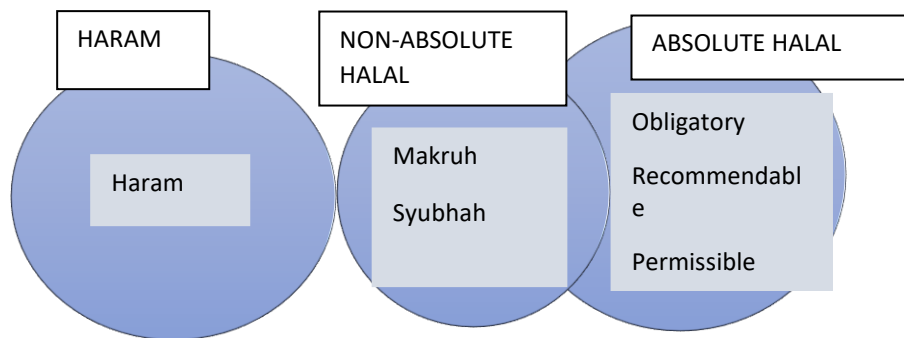 HARAM
Haram
NON-ABSOLUTE
HALAL
Makruh
Syubhah
ABSOLUTE HALAL
Obligatory
Recommendabl
e
Permissible